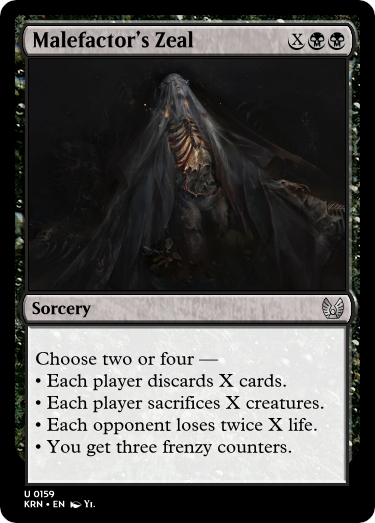 Malefactor's Zeal X
Sorcery
Choose two or four —
• Each player discards X cards.
• Each player sacrifices X creatures.
• Each opponent loses twice X life.
• You get three frenzy counters.
U 0159
KRN • EN Yı.